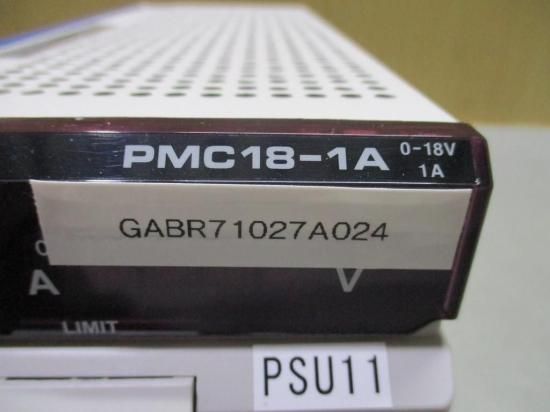 PMC18-1A 0-18V
1A
GABR71027A024
A V
LIMIT
PSU11